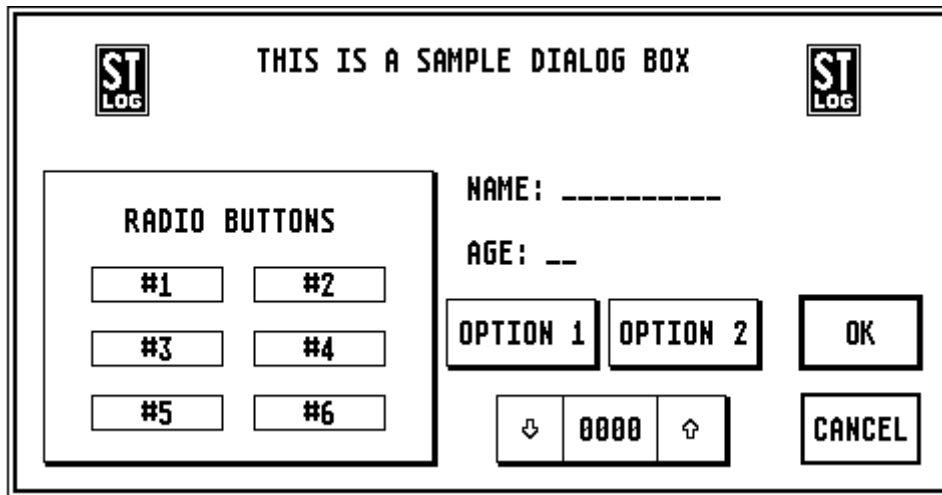 ST
LOG
THIS IS A SAMPLE DIALOG BOX
ST
LOG
RADIO BUTTONS
#1 #2
#3 #4
#5 #6
NAME: __________
AGE: __
OPTION 1 OPTION 2 OK
⇩ 0000 ⇧ CANCEL